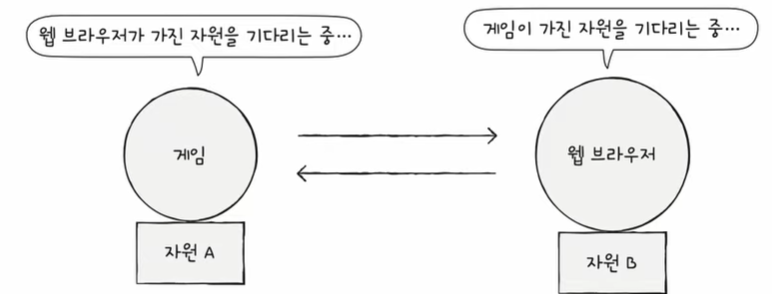 웹 브라우저가 가진 자원을 기다리는 중…
게임이 가진 자원을 기다리는 중…
게임
웹 브라우저
자원 A
자원 B